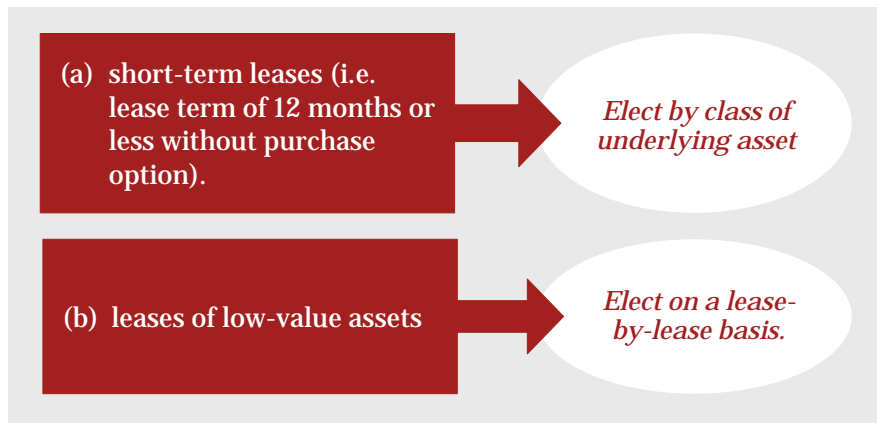 (a) short-term leases (i.e.
lease term of 12 months or
less without purchase
option).
Elect by class of
underlying asset
(b) leases of low-value assets
Elect on a lease-
by-lease basis.